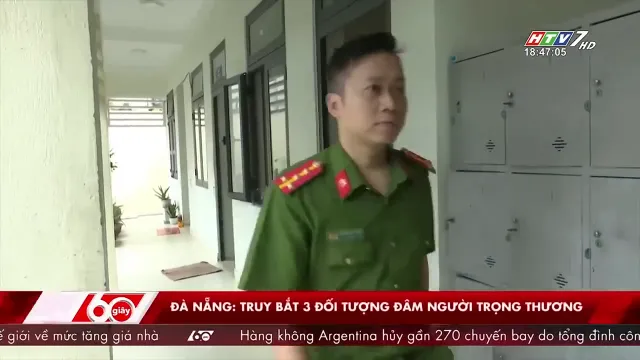 HTV7 HD
18:47:05
60 giây
ĐÀ NẴNG: TRUY BẮT 3 ĐỐI TƯỢNG ĐÂM NGƯỜI TRỌNG THƯƠNG
ế giới về mức tăng giá nhà 60 Hàng không Argentina hủy gần 270 chuyến bay do tổng đình côn